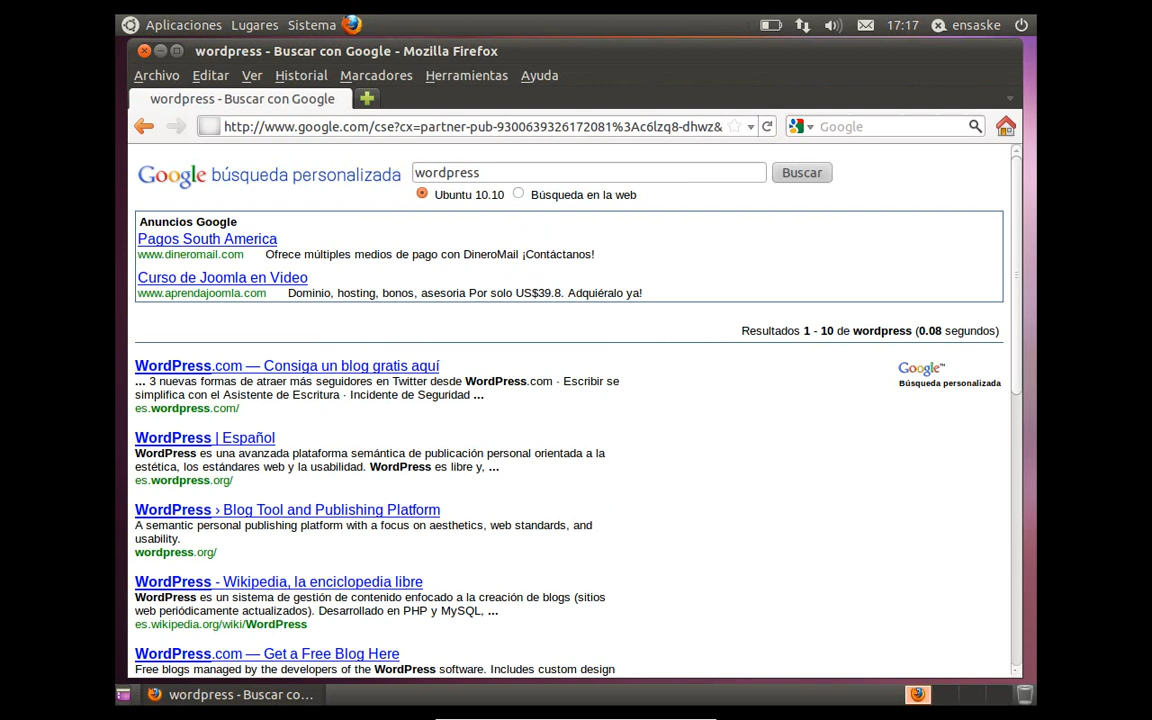 Aplicaciones Lugares Sistema 17:17 ensaske
wordpress - Buscar con Google - Mozilla Firefox
Archivo Editar Ver Historial Marcadores Herramientas Ayuda
wordpress - Buscar con Google
http://www.google.com/cse?cx=partner-pub-9300639326172081%3Ac6lzq8-dhwz& Google
Google búsqueda personalizada wordpress Buscar
Ubuntu 10.10 Búsqueda en la web
Anuncios Google
Pagos South America
www.dineromail.com Ofrece múltiples medios de pago con DineroMail ¡Contáctanos!
Curso de Joomla en Video
www.aprendajoomla.com Dominio, hosting, bonos, asesoria Por solo US$39.8. Adquiéralo ya!
Resultados 1 - 10 de wordpress (0.08 segundos)
WordPress.com — Consiga un blog gratis aquí
Google™
... 3 nuevas formas de atraer más seguidores en Twitter desde WordPress.com · Escribir se
Búsqueda personalizada
simplifica con el Asistente de Escritura · Incidente de Seguridad ...
es.wordpress.com/
WordPress | Español
WordPress es una avanzada plataforma semántica de publicación personal orientada a la
estética, los estándares web y la usabilidad. WordPress es libre y, ...
es.wordpress.org/
WordPress › Blog Tool and Publishing Platform
A semantic personal publishing platform with a focus on aesthetics, web standards, and
usability.
wordpress.org/
WordPress - Wikipedia, la enciclopedia libre
WordPress es un sistema de gestión de contenido enfocado a la creación de blogs (sitios
web periódicamente actualizados). Desarrollado en PHP y MySQL, ...
es.wikipedia.org/wiki/WordPress
WordPress.com — Get a Free Blog Here
Free blogs managed by the developers of the WordPress software. Includes custom design
wordpress - Buscar co...